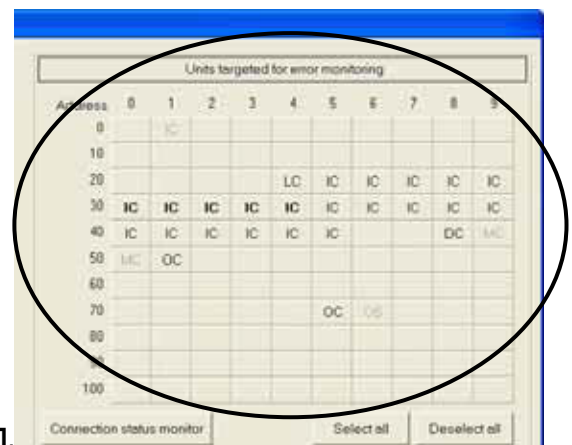 Units targeted for error monitoring
Address 0 1 2 3 4 5 6 7 8 9
0 IC
10
20 LC IC IC IC IC IC
30 IC IC IC IC IC IC IC IC IC IC
40 IC IC IC IC IC IC DC MC
50 MC OC
60
70 OC OS
80
90
100
Connection status monitor Select all Deselect all